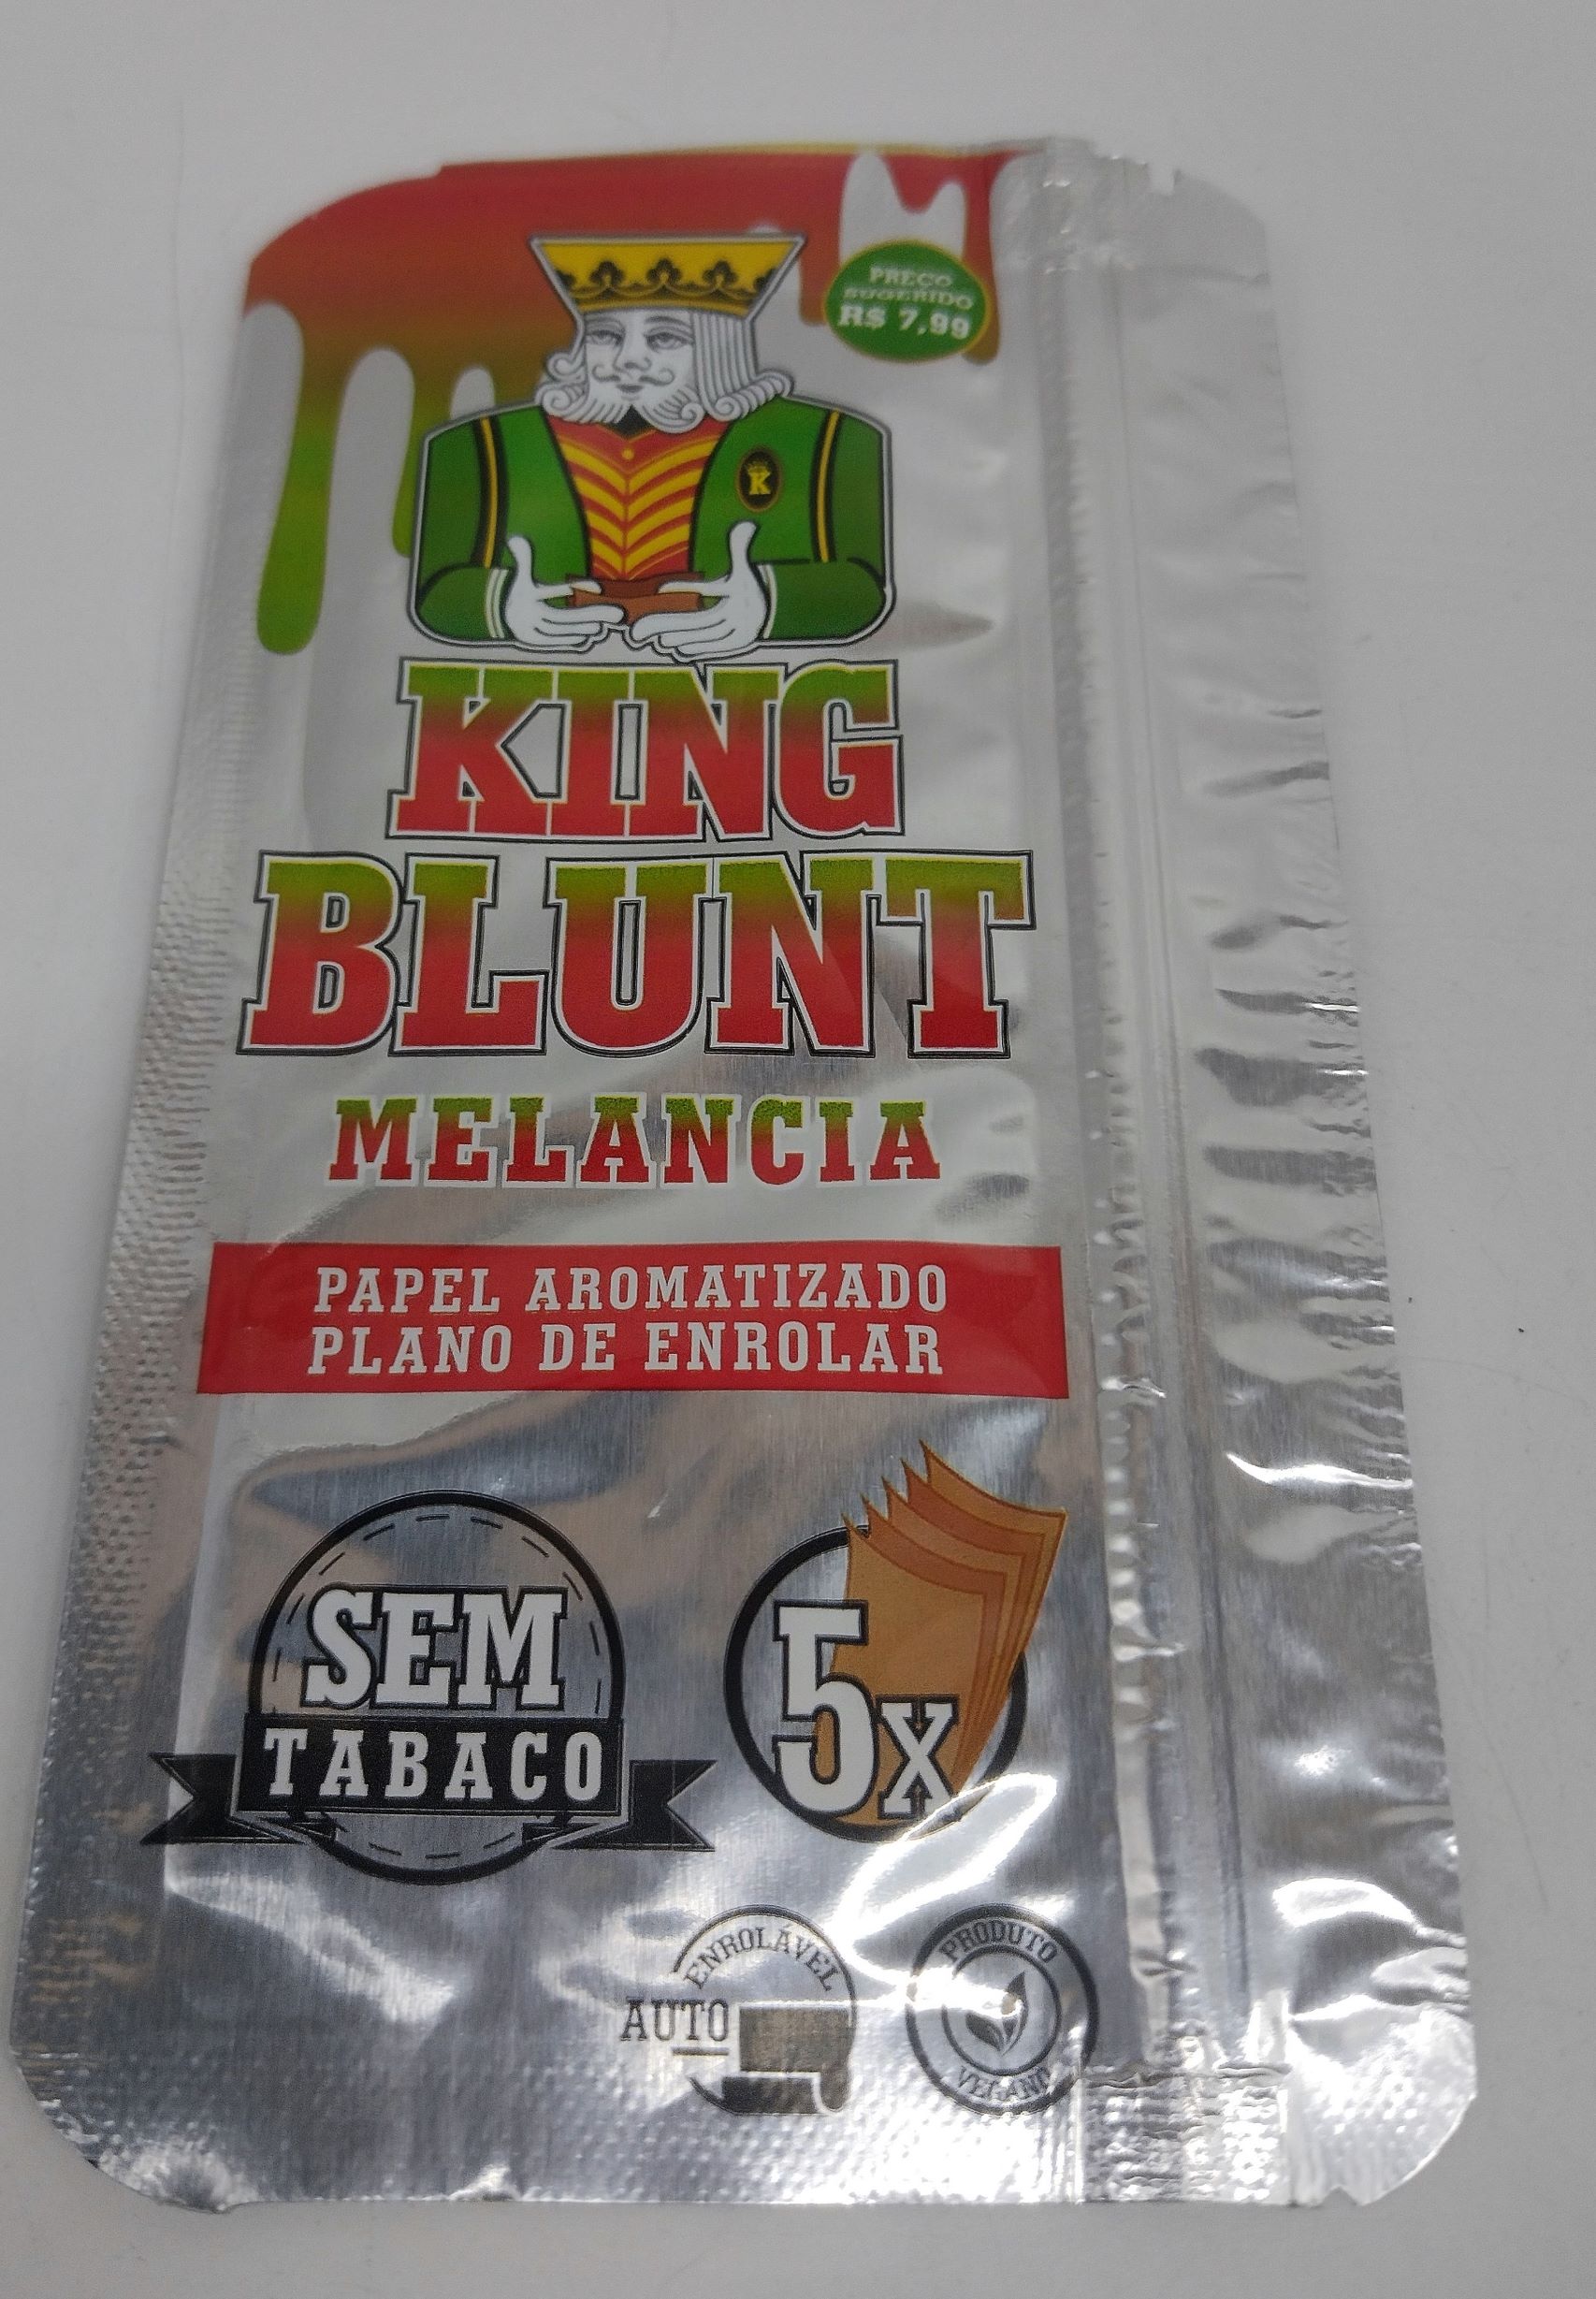 PREÇO
SUGERIDO
R$ 7,99
K
KING
BLUNT
MELANCIA
PAPEL AROMATIZADO
PLANO DE ENROLAR
SEM
TABACO
5X
AUTO
ENROLÁVEL
PRODUTO
VEGANO